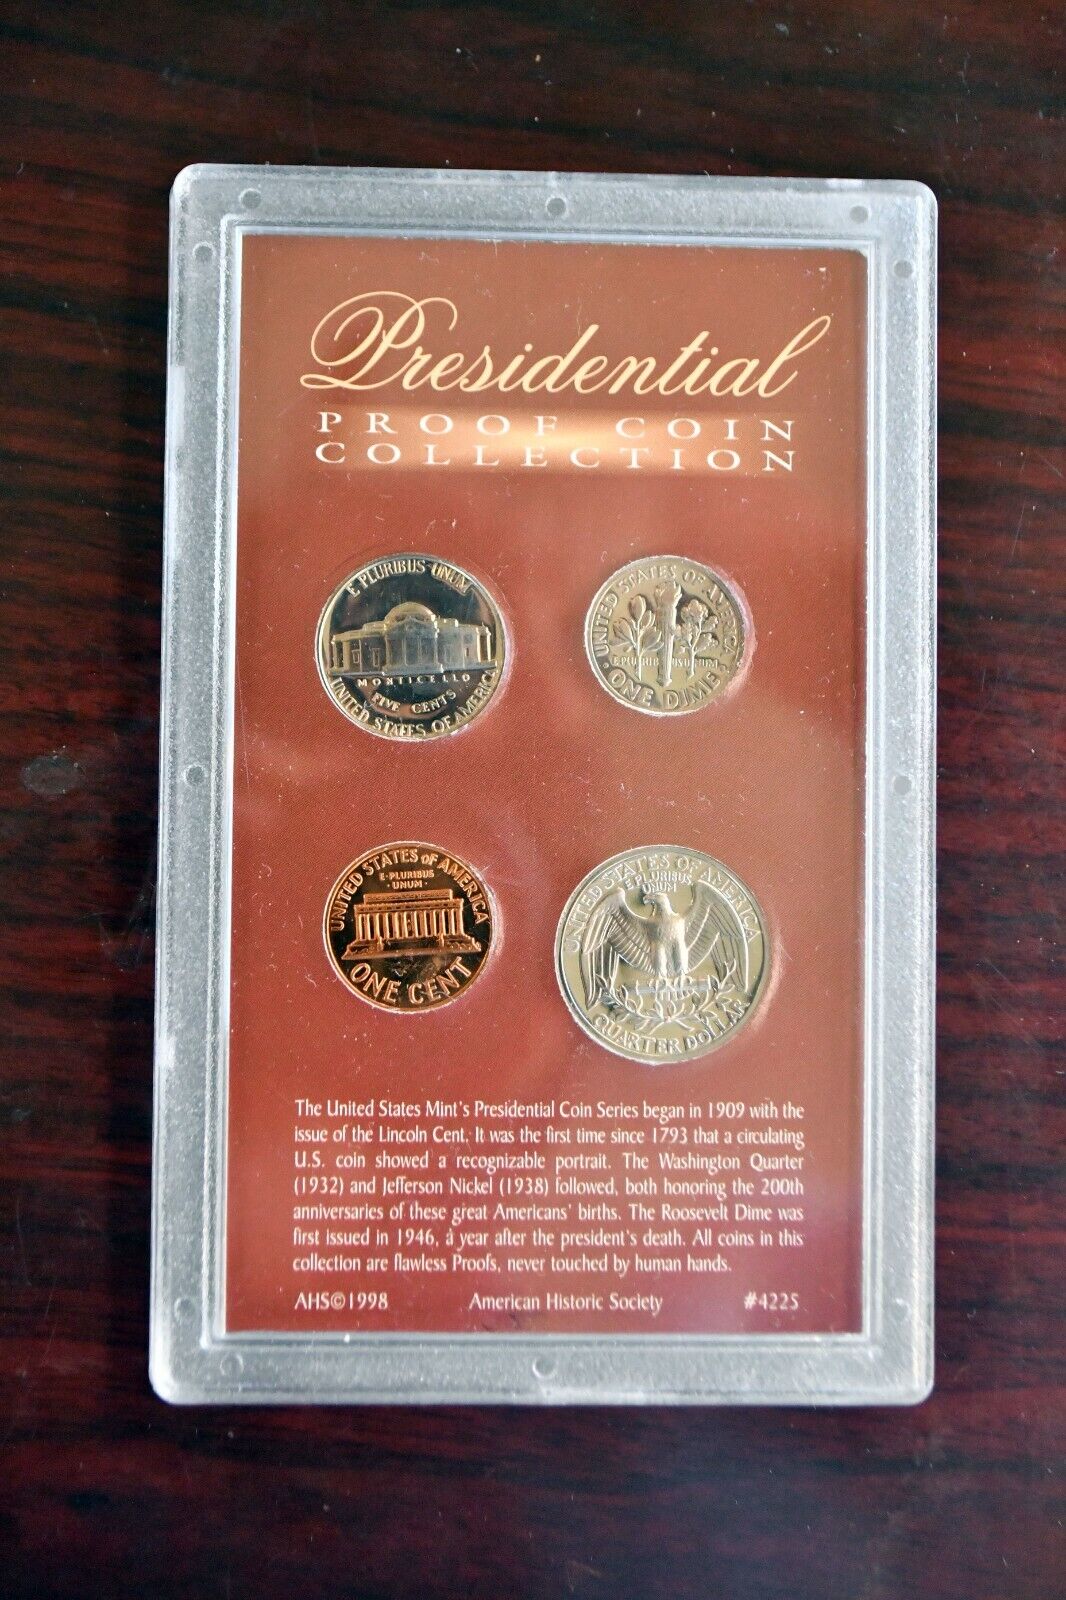 Presidential
PROOF COIN
COLLECTION
E PLURIBUS UNUM
MONTICELLO
FIVE CENTS
UNITED STATES OF AMERICA
UNITED STATES OF AMERICA
E PLURIBUS UNUM
ONE DIME
UNITED STATES OF AMERICA
E·PLURIBUS
·UNUM·
ONE CENT
UNITED STATES OF AMERICA
E PLURIBUS
UNUM
QUARTER DOLLAR
The United States Mint's Presidential Coin Series began in 1909 with the
issue of the Lincoln Cent. It was the first time since 1793 that a circulating
U.S. coin showed a recognizable portrait. The Washington Quarter
(1932) and Jefferson Nickel (1938) followed, both honoring the 200th
anniversaries of these great Americans' births. The Roosevelt Dime was
first issued in 1946, a year after the president's death. All coins in this
collection are flawless Proofs, never touched by human hands.
AHS©1998 American Historic Society #4225